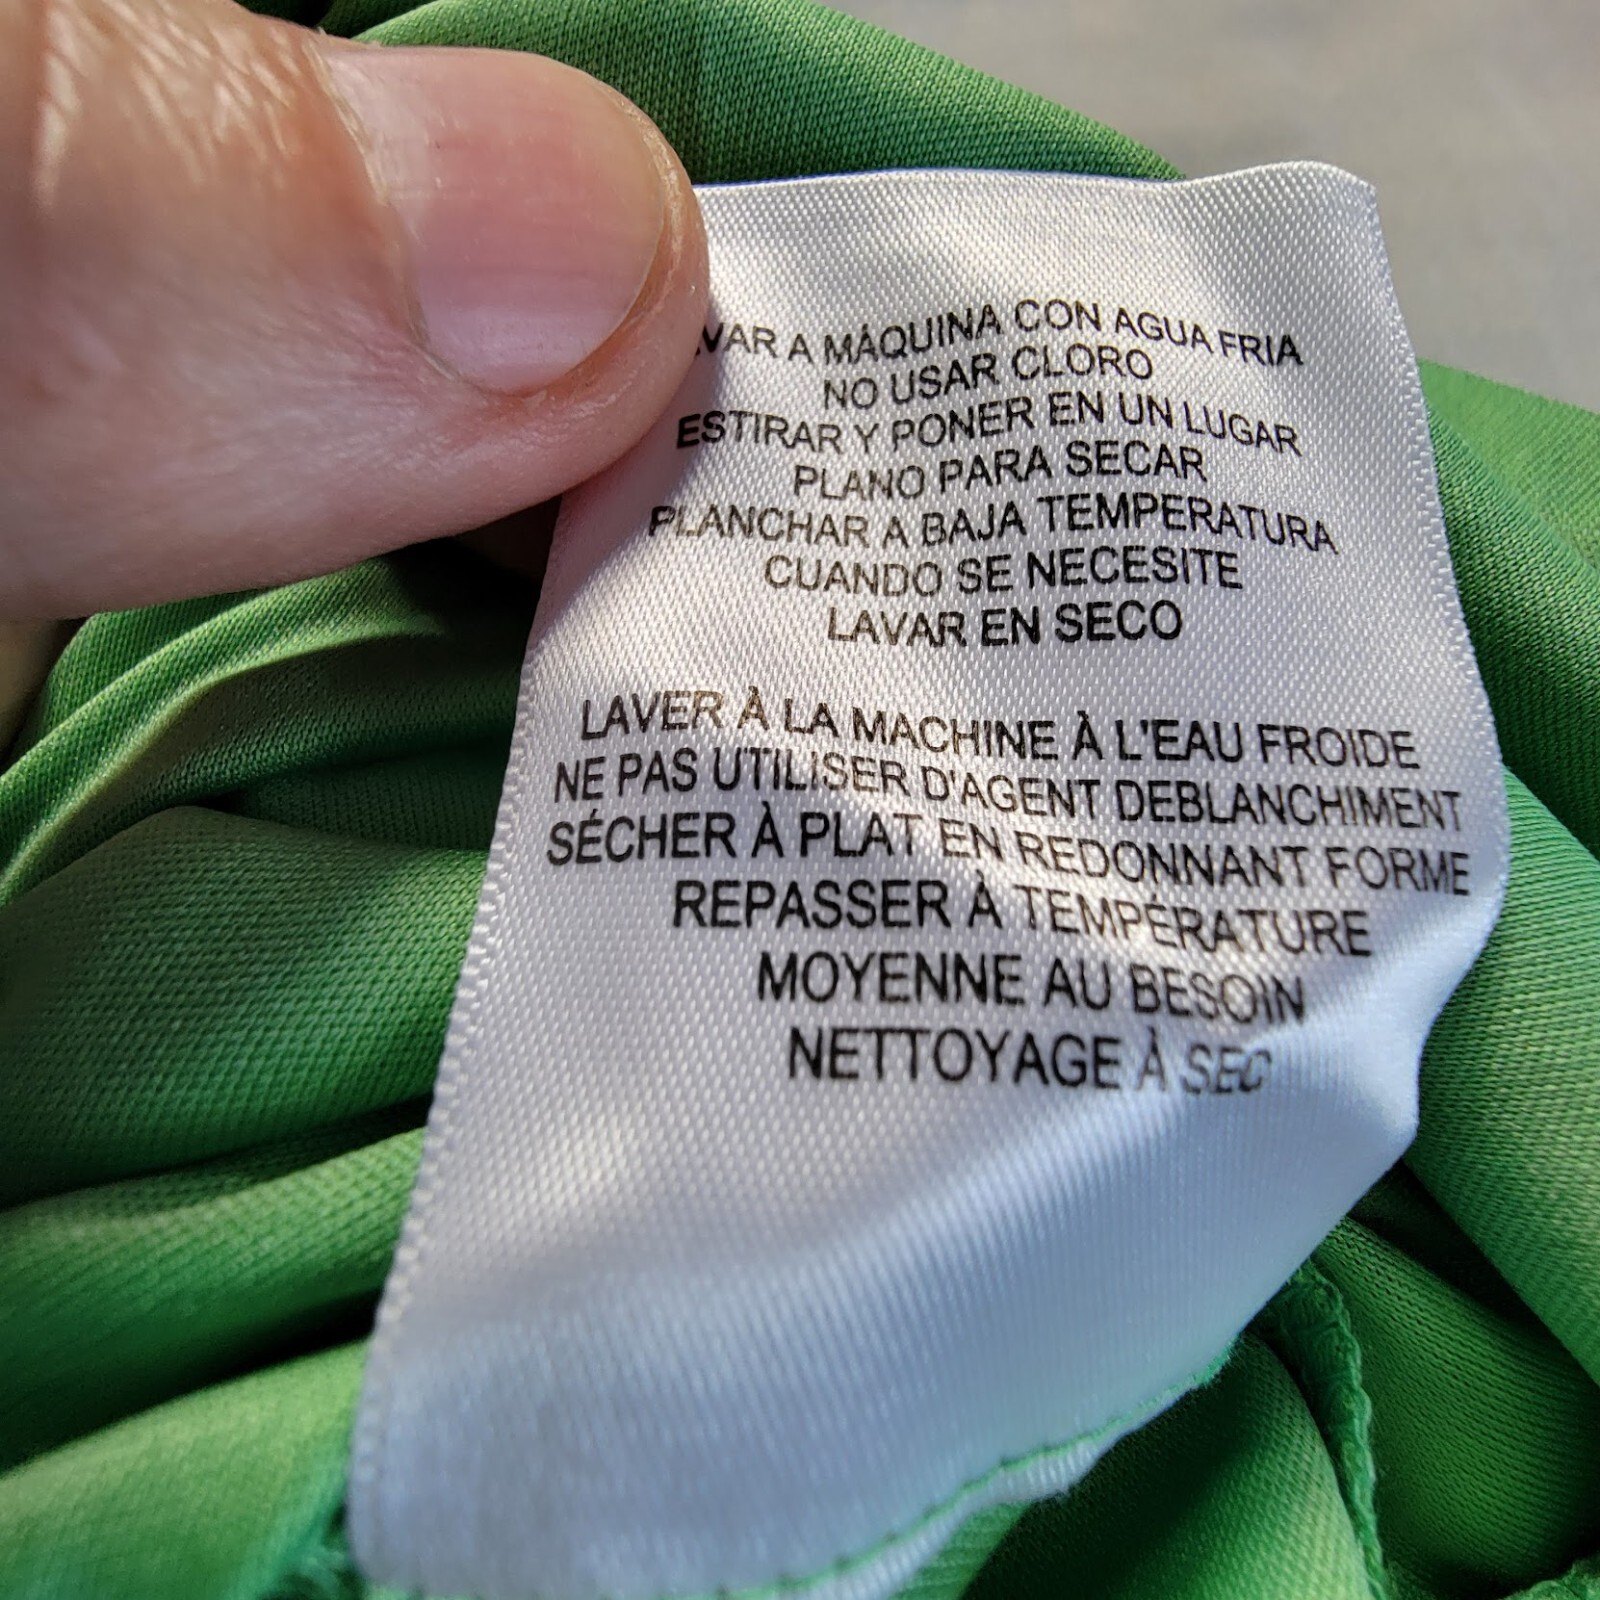 VAR A MÁQUINA CON AGUA FRIA
NO USAR CLORO
ESTIRAR Y PONER EN UN LUGAR
PLANO PARA SECAR
PLANCHAR A BAJA TEMPERATURA
CUANDO SE NECESITE
LAVAR EN SECO
LAVER À LA MACHINE À L'EAU FROIDE
NE PAS UTILISER D'AGENT DEBLANCHIMENT
SÉCHER À PLAT EN REDONNANT FORME
REPASSER À TEMPÉRATURE
MOYENNE AU BESOIN
NETTOYAGE À SEC